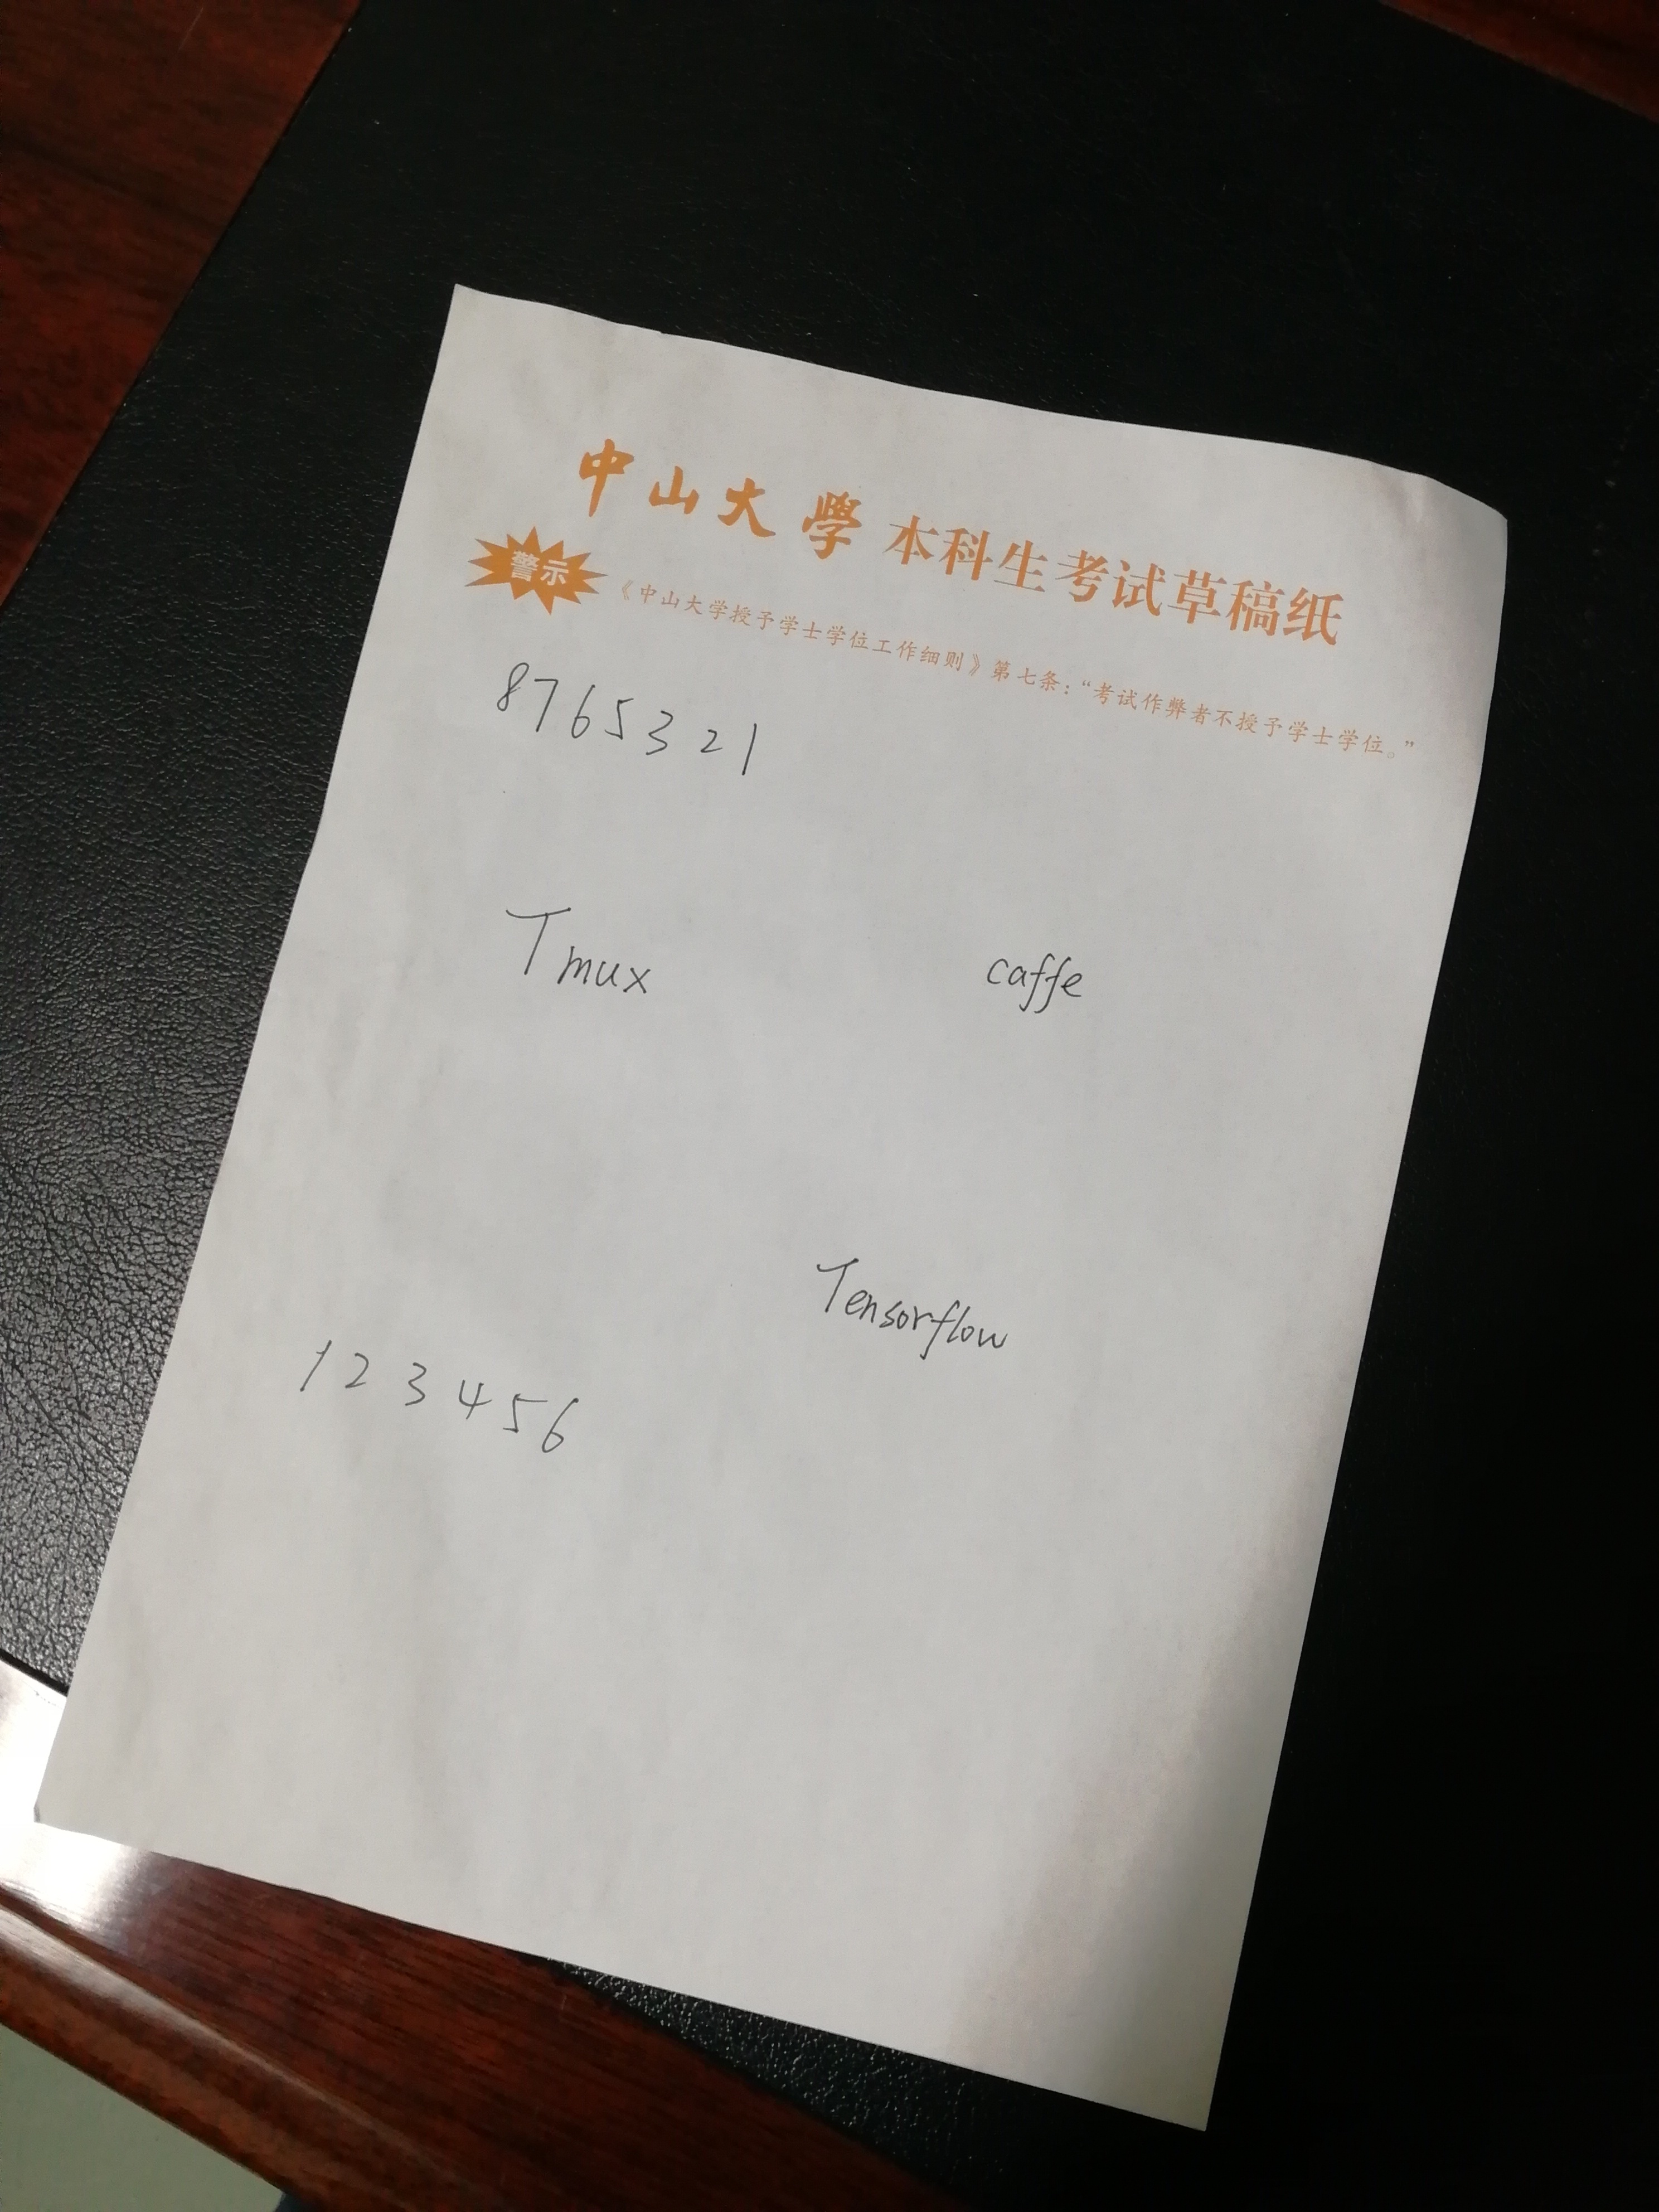 中山大學 本科生考试草稿纸
警示 《中山大学授予学士学位工作细则》第七条：“考试作弊者不授予学士学位。”
8765321
Tmux caffe
Tensorflow
123456